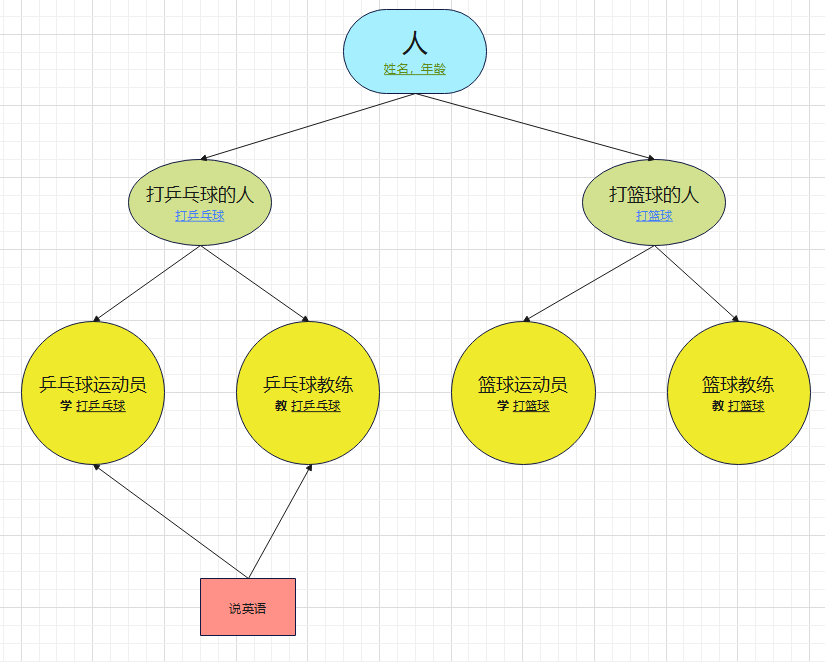 人
姓名，年龄
打乒乓球的人
打乒乓球
打篮球的人
打篮球
乒乓球运动员
学 打乒乓球
乒乓球教练
教 打乒乓球
篮球运动员
学 打篮球
篮球教练
教 打篮球
说英语